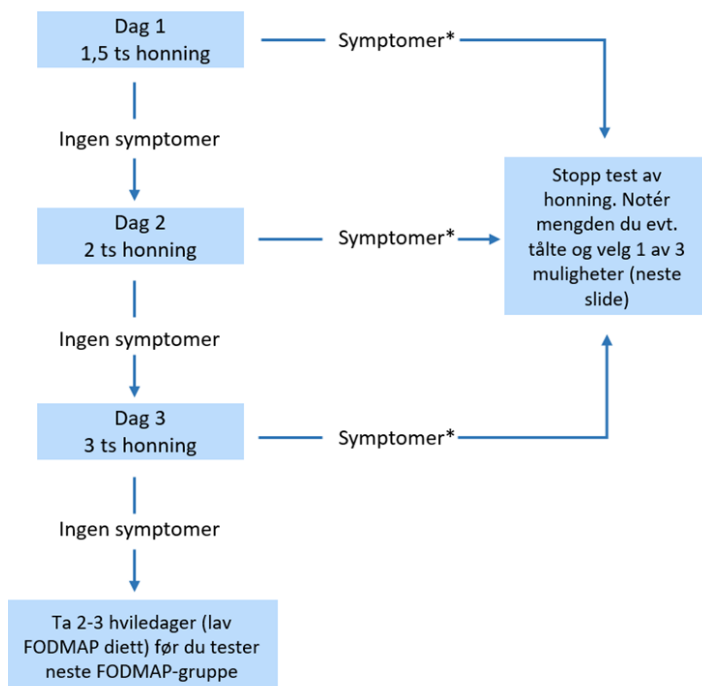 Dag 1
1,5 ts honning
Symptomer*
Ingen symptomer
Stopp test av
honning. Notér
mengden du evt.
tålte og velg 1 av 3
muligheter (neste
slide)
Dag 2
2 ts honning
Symptomer*
Ingen symptomer
Dag 3
3 ts honning
Symptomer*
Ingen symptomer
Ta 2-3 hviledager (lav
FODMAP diett) før du tester
neste FODMAP-gruppe